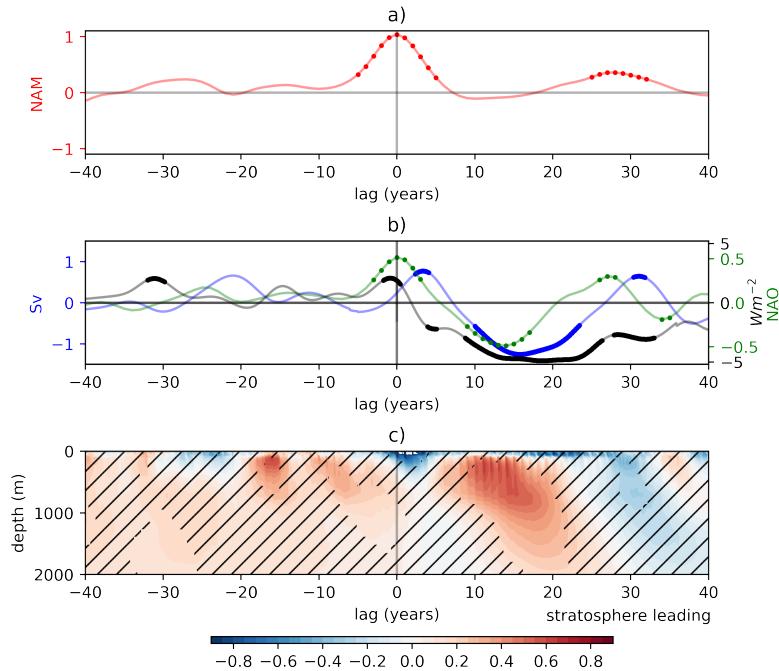 a)
1
0
−1
NAM
−40 −30 −20 −10 0 10 20 30 40
lag (years)
b)
1
0
−1
Sv
5
0.5
0.0
−0.5
−5
Wm⁻²
NAO
−40 −30 −20 −10 0 10 20 30 40
lag (years)
c)
0
1000
2000
depth (m)
−40 −30 −20 −10 0 10 20 30 40
lag (years)
stratosphere leading
−0.8 −0.6 −0.4 −0.2 0.0 0.2 0.4 0.6 0.8